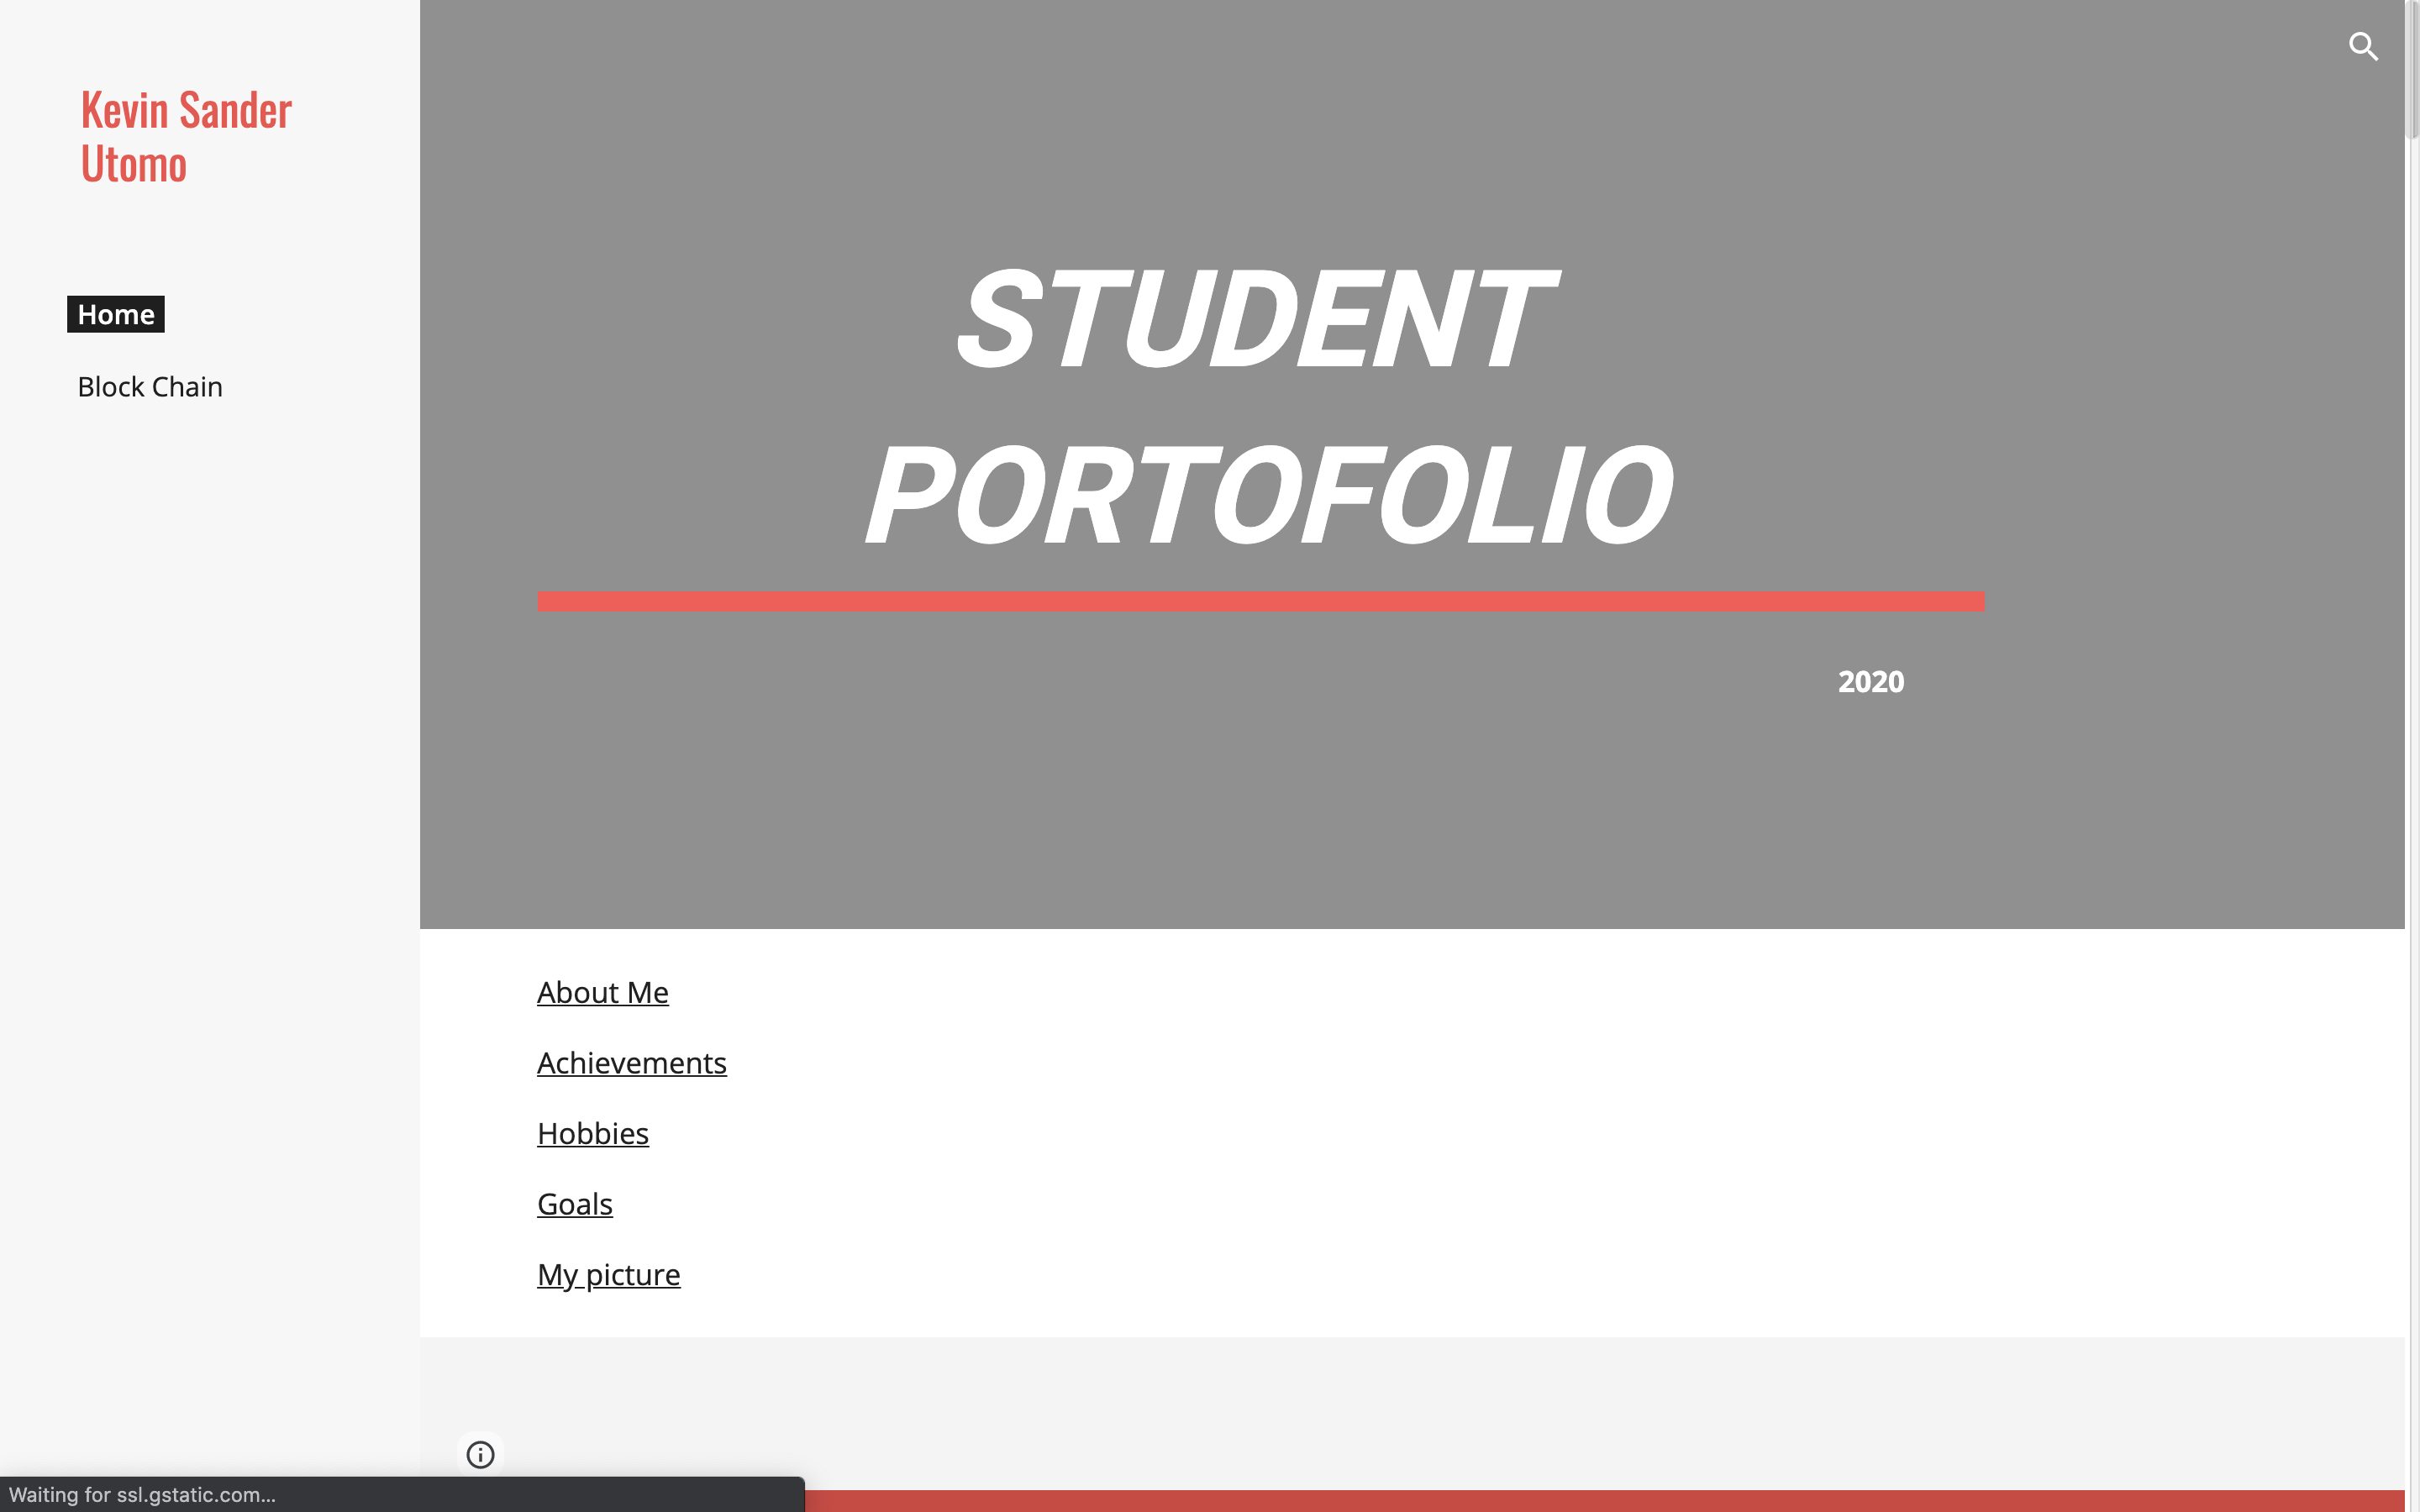 Kevin Sander
Utomo
Home
Block Chain
STUDENT
PORTOFOLIO
2020
About Me
Achievements
Hobbies
Goals
My picture
Waiting for ssl.gstatic.com...